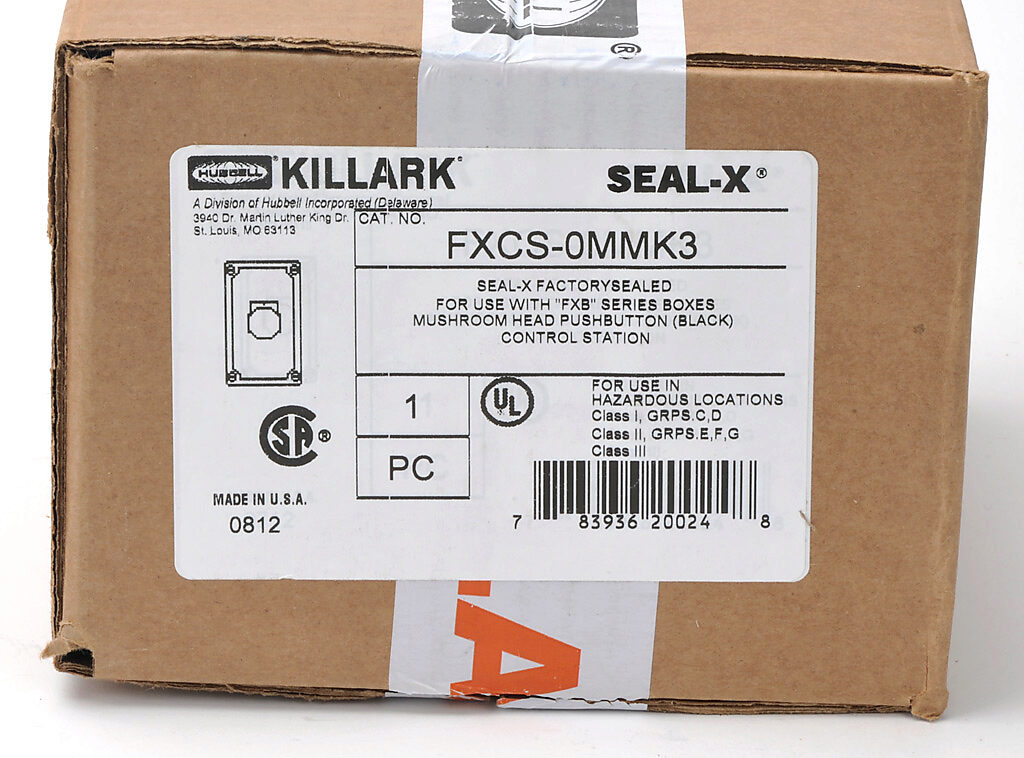 ®
HUBBELL® KILLARK®
SEAL-X®
A Division of Hubbell Incorporated (Delaware)
3940 Dr. Martin Luther King Dr.
St. Louis, MO 63113
CAT. NO.
FXCS-0MMK3
SEAL-X FACTORYSEALED
FOR USE WITH "FXB" SERIES BOXES
MUSHROOM HEAD PUSHBUTTON (BLACK)
CONTROL STATION
1
PC
UL
FOR USE IN
HAZARDOUS LOCATIONS
Class I, GRPS.C,D
Class II, GRPS.E,F,G
Class III
SA®
MADE IN U.S.A.
0812
7 83936 20024 8
LA